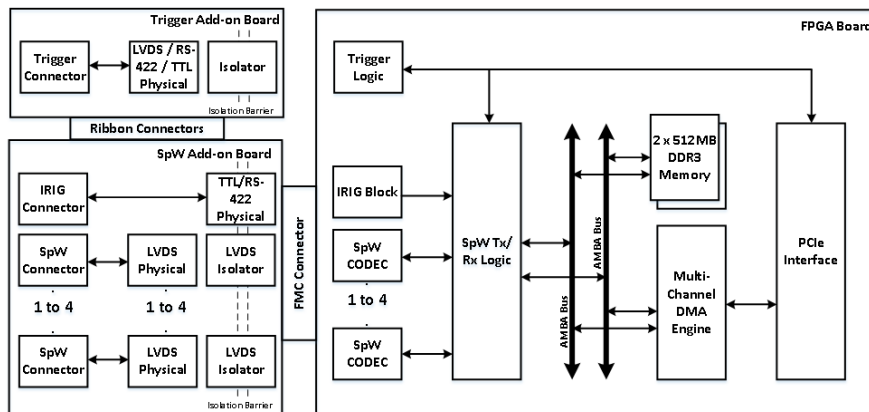 Trigger Add-on Board
Trigger
Connector
LVDS / RS-
422 / TTL
Physical
Isolator
Isolation Barrier
Ribbon Connectors
SpW Add-on Board
IRIG
Connector
TTL/RS-
422
Physical
SpW
Connector
LVDS
Physical
LVDS
Isolator
1 to 4
1 to 4
SpW
Connector
LVDS
Physical
LVDS
Isolator
Isolation Barrier
FMC Connector
FPGA Board
Trigger
Logic
IRIG Block
SpW
CODEC
1 to 4
SpW
CODEC
SpW Tx/
Rx Logic
AMBA Bus
AMBA Bus
2 x 512MB
DDR3
Memory
Multi-
Channel
DMA
Engine
PCIe
Interface